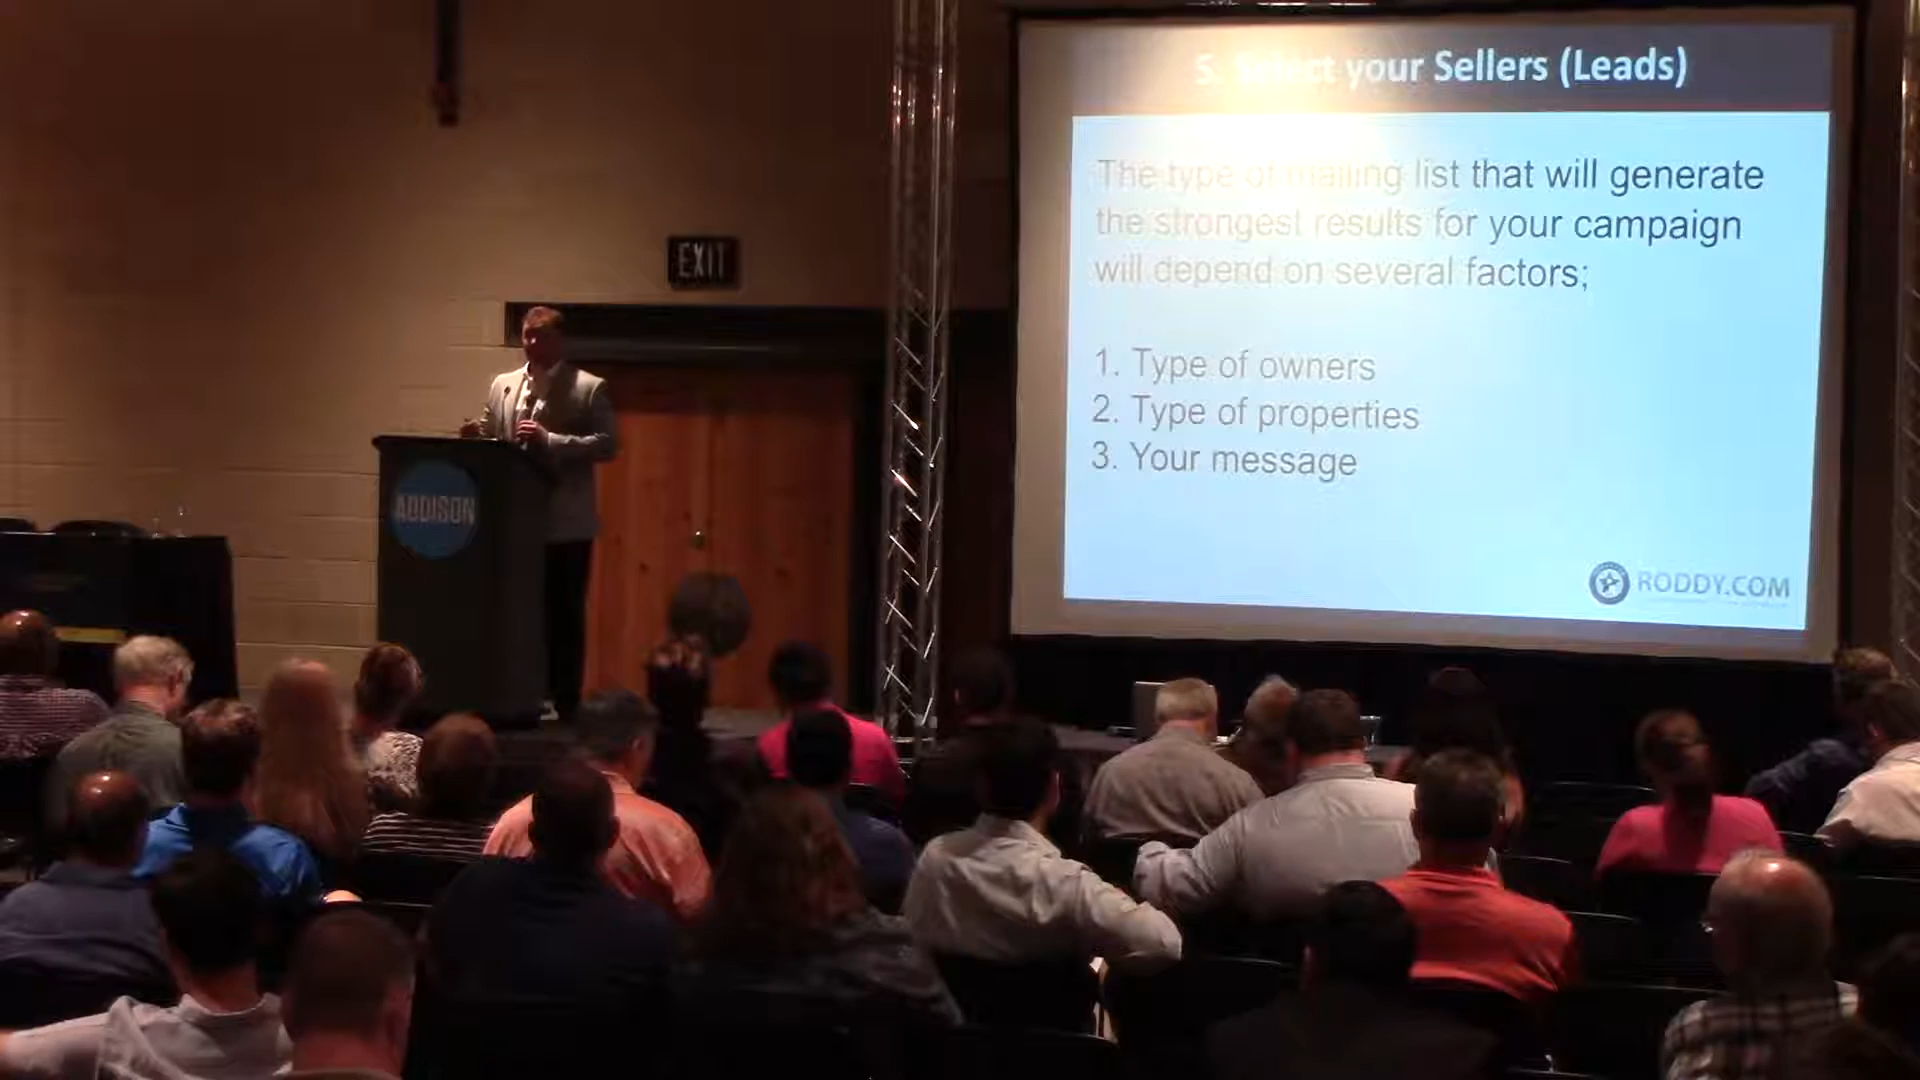 5. Select your Sellers (Leads)
The type of mailing list that will generate
the strongest results for your campaign
will depend on several factors;
1. Type of owners
2. Type of properties
3. Your message
RODDY.COM
EXIT
ADDISON